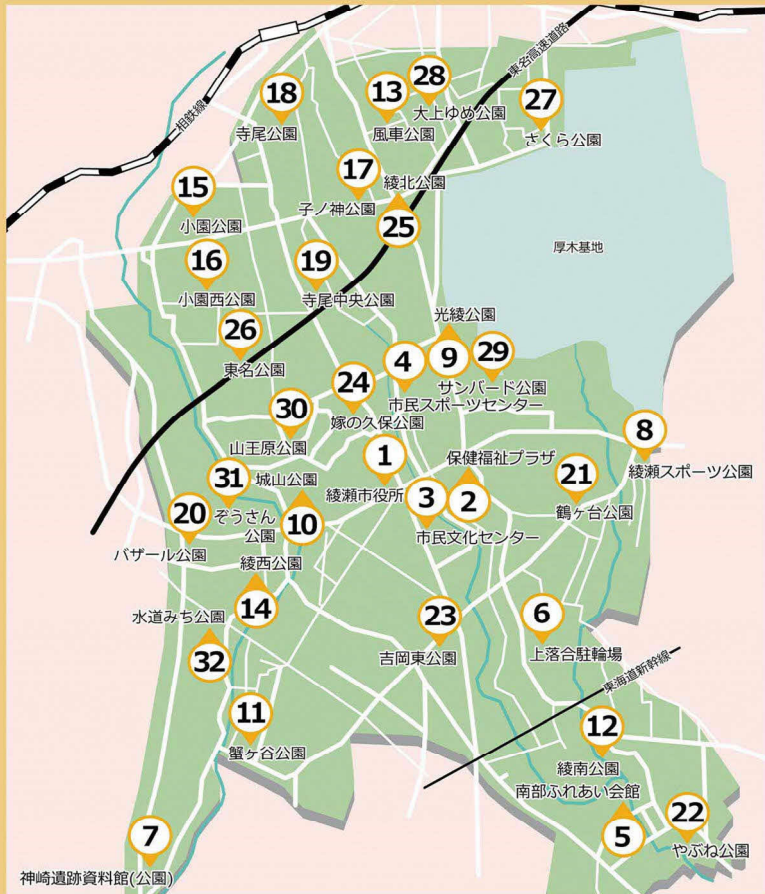 東名高速道路
相鉄線
28
大上ゆめ公園
13
風車公園
18
寺尾公園
27
さくら公園
17
子ノ神公園
綾北公園
25
15
小園公園
厚木基地
16
小園西公園
19
寺尾中央公園
26
東名公園
光綾公園
9
29
サンバード公園
4
市民スポーツセンター
24
嫁の久保公園
30
山王原公園
8
綾瀬スポーツ公園
1
綾瀬市役所
保健福祉プラザ
2
3
市民文化センター
21
鶴ヶ台公園
31
ぞうさん
公園
城山公園
10
20
バザール公園
綾西公園
14
水道みち公園
32
23
吉岡東公園
6
上落合駐輪場
東海道新幹線
11
蟹ヶ谷公園
12
綾南公園
南部ふれあい会館
5
22
やぶね公園
7
神崎遺跡資料館(公園)